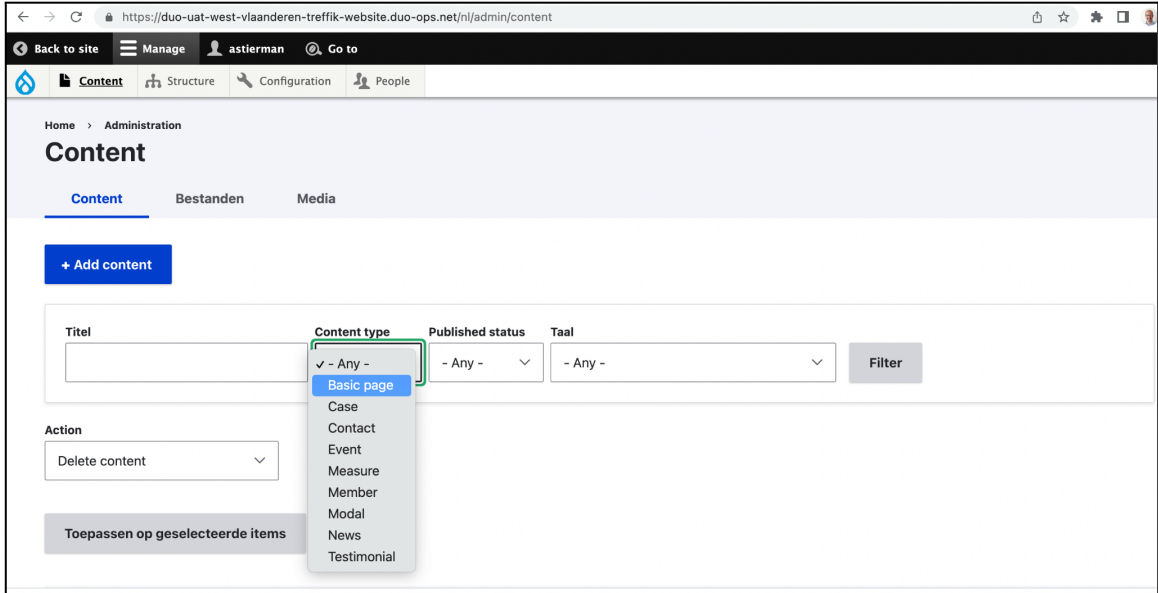 https://duo-uat-west-vlaanderen-treffik-website.duo-ops.net/nl/admin/content
Back to site Manage astierman Go to
Content Structure Configuration People
Home › Administration
Content
Content Bestanden Media
+ Add content
Titel Content type Published status Taal
- Any - - Any - Filter
✓ - Any -
Basic page
Case
Contact
Event
Measure
Member
Modal
News
Testimonial
Action
Delete content
Toepassen op geselecteerde items